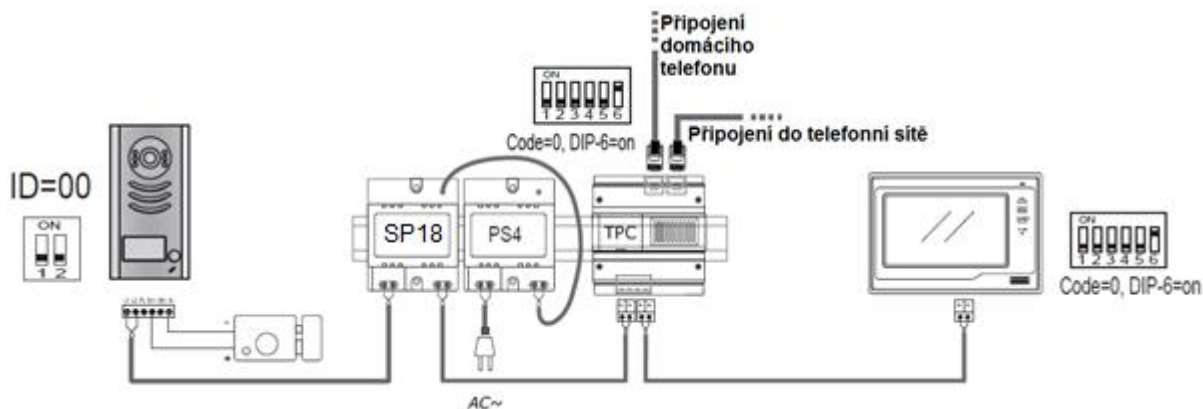 Připojení
domácího
telefonu
ON
1 2 3 4 5 6
Code=0, DIP-6=on
Připojení do telefonní sítě
ID=00
ON
1 2
SP18
PS4
TPC
ON
1 2 3 4 5 6
Code=0, DIP-6=on
AC~